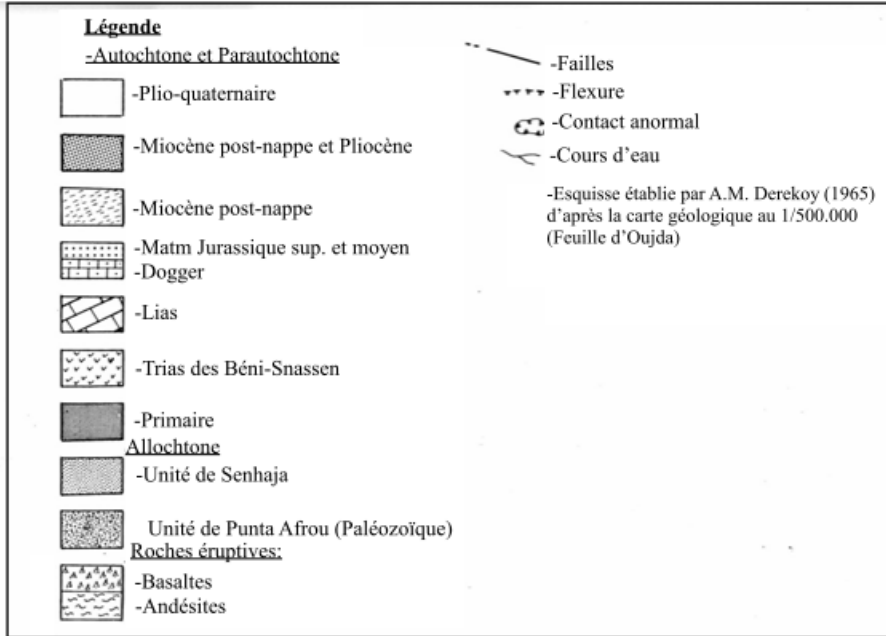 Légende
-Autochtone et Parautochtone
-Plio-quaternaire
-Miocène post-nappe et Pliocène
-Miocène post-nappe
-Matm Jurassique sup. et moyen
-Dogger
-Lias
-Trias des Béni-Snassen
-Primaire
Allochtone
-Unité de Senhaja
Unité de Punta Afrou (Paléozoïque)
Roches éruptives:
-Basaltes
-Andésites
-Failles
-Flexure
-Contact anormal
-Cours d'eau
-Esquisse établie par A.M. Derekoy (1965)
d'après la carte géologique au 1/500.000
(Feuille d'Oujda)